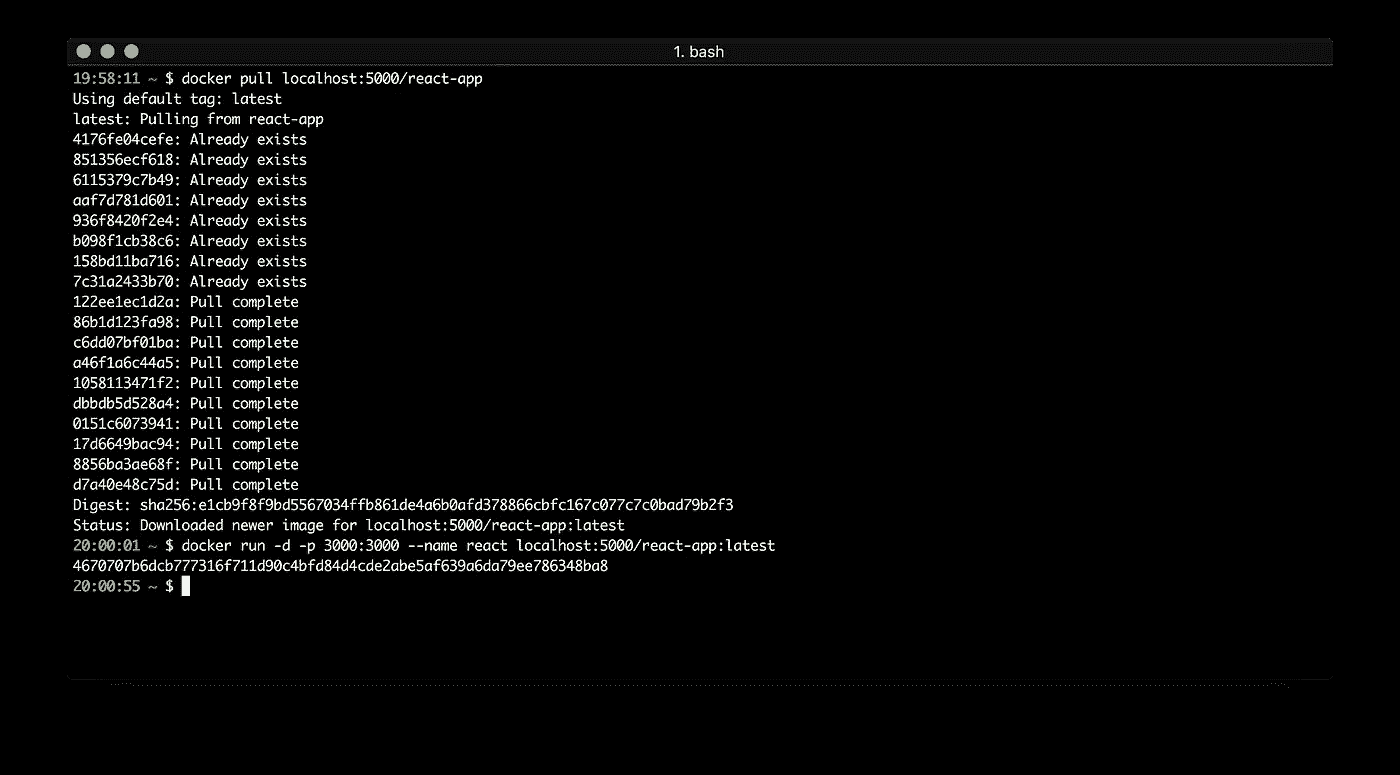 1. bash
19:58:11 ~ $ docker pull localhost:5000/react-app
Using default tag: latest
latest: Pulling from react-app
4176fe04cefe: Already exists
851356ecf618: Already exists
6115379c7b49: Already exists
aaf7d781d601: Already exists
936f8420f2e4: Already exists
b098f1cb38c6: Already exists
158bd11ba716: Already exists
7c31a2433b70: Already exists
122ee1ec1d2a: Pull complete
86b1d123fa98: Pull complete
c6dd07bf01ba: Pull complete
a46f1a6c44a5: Pull complete
1058113471f2: Pull complete
dbbdb5d528a4: Pull complete
0151c6073941: Pull complete
17d6649bac94: Pull complete
8856ba3ae68f: Pull complete
d7a40e48c75d: Pull complete
Digest: sha256:e1cb9f8f9bd5567034ffb861de4a6b0afd378866cbfc167c077c7c0bad79b2f3
Status: Downloaded newer image for localhost:5000/react-app:latest
20:00:01 ~ $ docker run -d -p 3000:3000 --name react localhost:5000/react-app:latest
4670707b6dcb777316f711d90c4bfd84d4cde2abe5af639a6da79ee786348ba8
20:00:55 ~ $